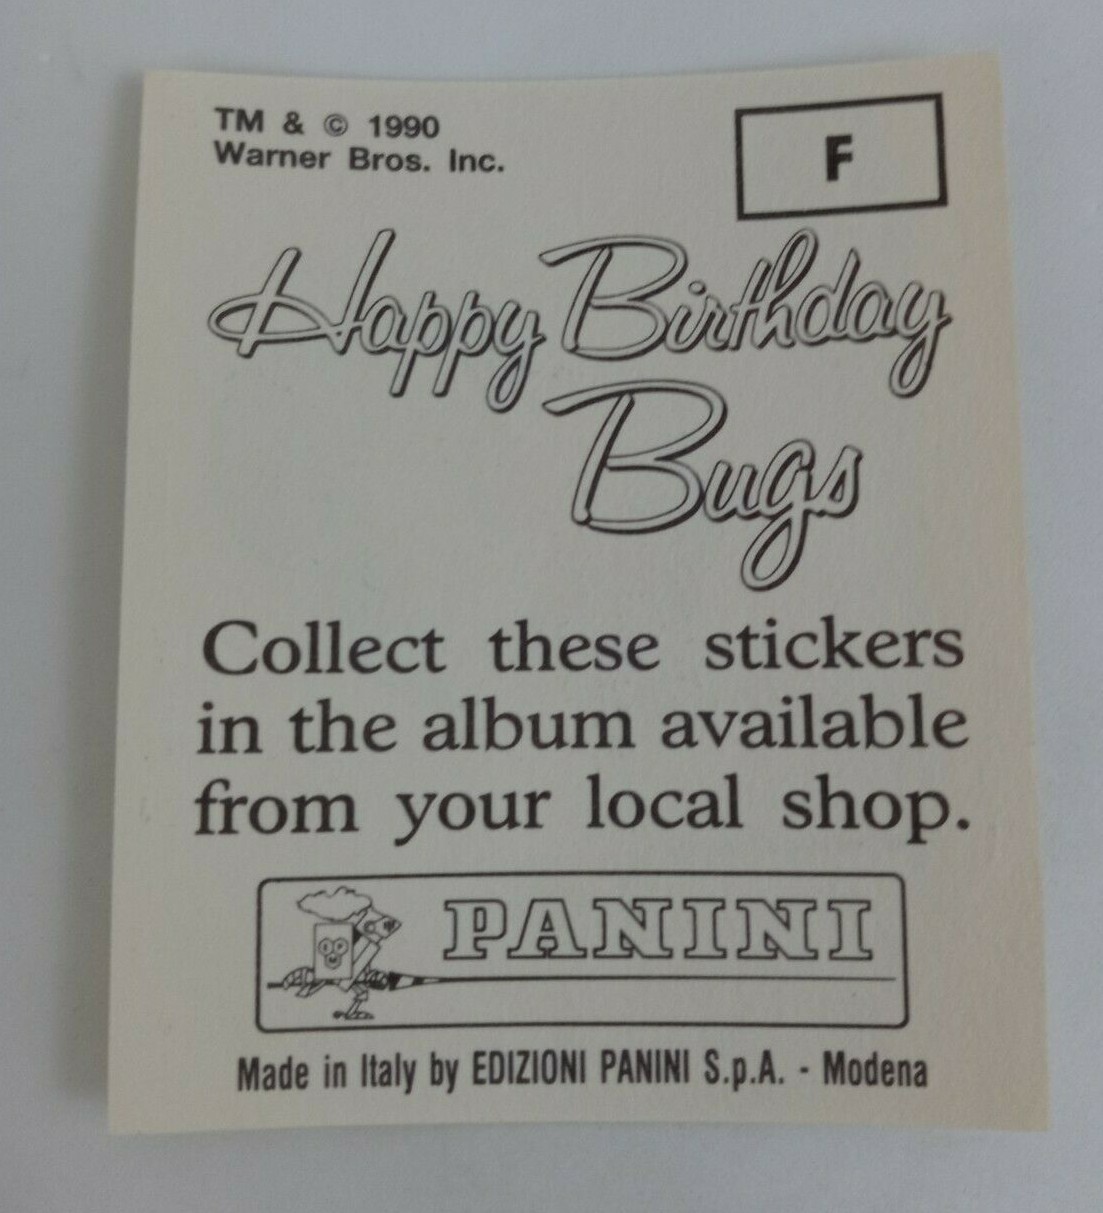 TM & © 1990
Warner Bros. Inc.
F
Happy Birthday
Bugs
Collect these stickers
in the album available
from your local shop.
PANINI
Made in Italy by EDIZIONI PANINI S.p.A. - Modena